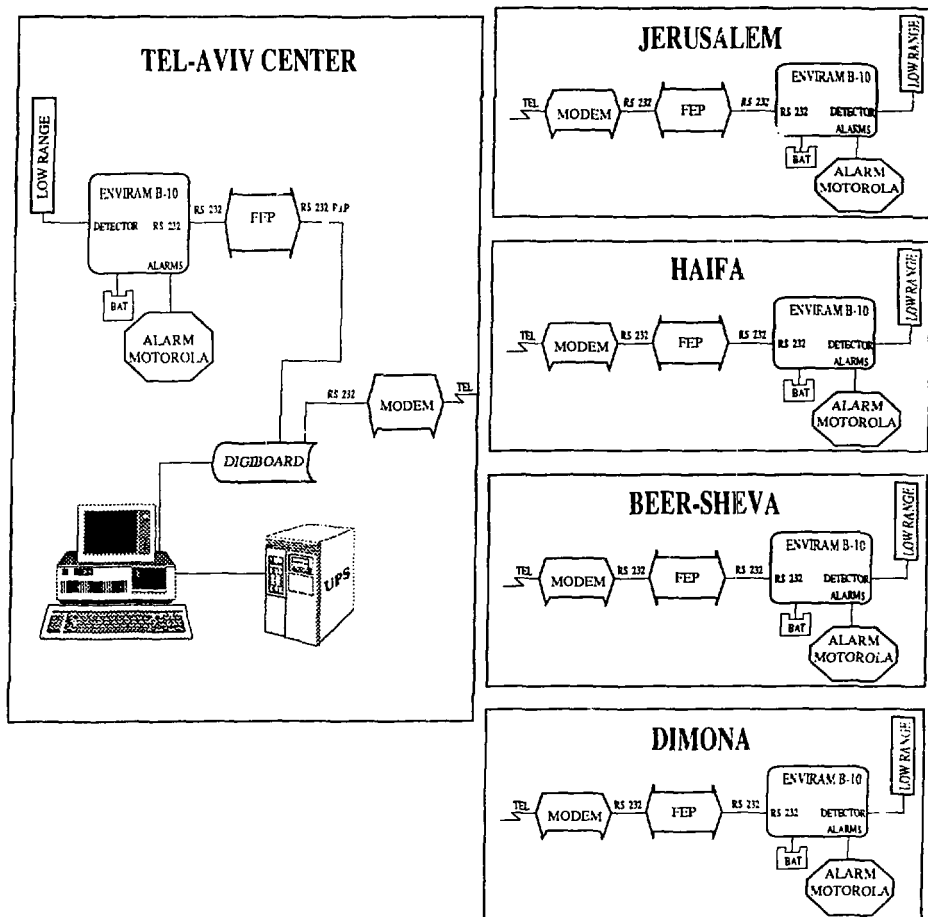 TEL-AVIV CENTER
LOW RANGE
ENVIRAM B-10
DETECTOR RS 232
ALARMS
BAT
ALARM
MOTOROLA
RS 232
FEP
RS 232
RS 232
MODEM
TEL
DIGIBOARD
UPS
JERUSALEM
LOW RANGE
TEL
MODEM
RS 232
FEP
RS 232
ENVIRAM B-10
RS 232 DETECTOR
ALARMS
BAT
ALARM
MOTOROLA
HAIFA
LOW RANGE
TEL
MODEM
RS 232
FEP
RS 232
ENVIRAM B-10
RS 232 DETECTOR
ALARMS
BAT
ALARM
MOTOROLA
BEER-SHEVA
LOW RANGE
TEL
MODEM
RS 232
FEP
RS 232
ENVIRAM B-10
RS 232 DETECTOR
ALARMS
BAT
ALARM
MOTOROLA
DIMONA
LOW RANGE
TEL
MODEM
RS 232
FEP
RS 232
ENVIRAM B-10
RS 232 DETECTOR
ALARMS
BAT
ALARM
MOTOROLA